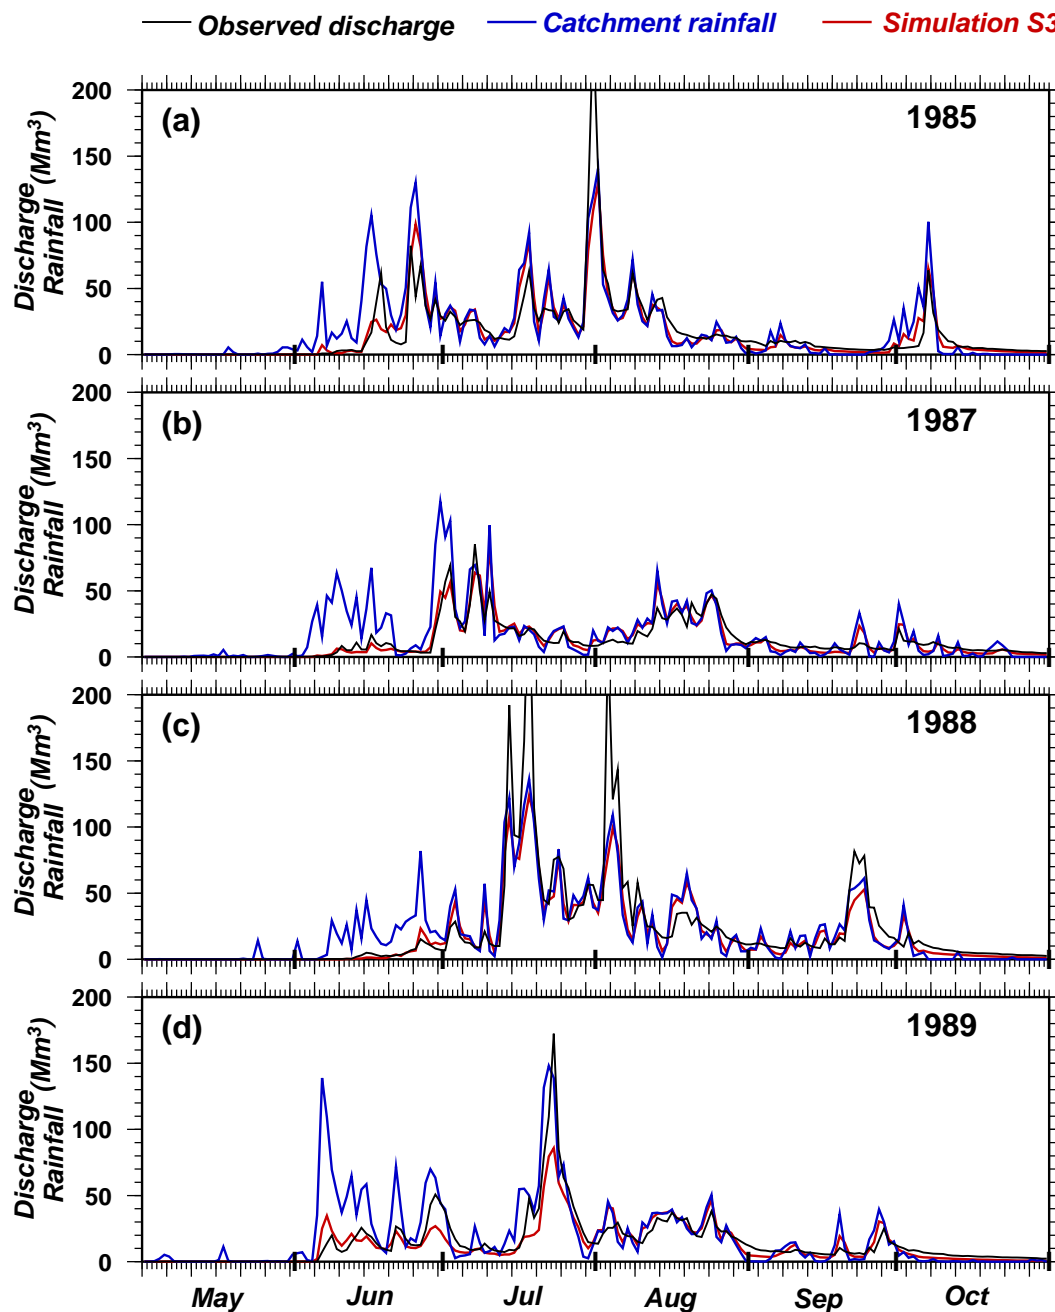 Observed discharge Catchment rainfall Simulation S3
(a) 1985
200
150
100
50
0
Discharge
Rainfall (Mm³)
(b) 1987
200
150
100
50
0
Discharge
Rainfall (Mm³)
(c) 1988
200
150
100
50
0
Discharge
Rainfall (Mm³)
(d) 1989
200
150
100
50
0
Discharge
Rainfall (Mm³)
May Jun Jul Aug Sep Oct